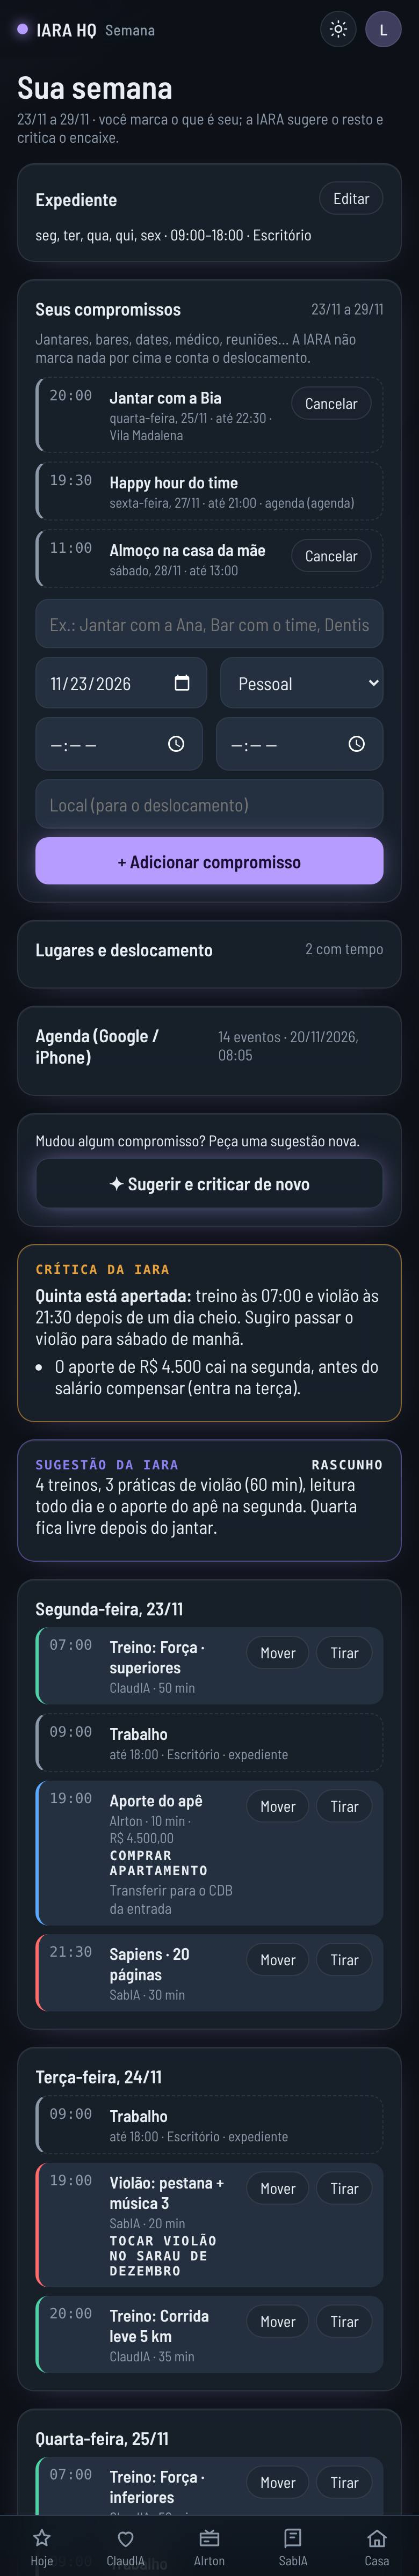 IARA HQ Semana
L
Sua semana
23/11 a 29/11 · você marca o que é seu; a IARA sugere o resto e
critica o encaixe.
Expediente
Editar
seg, ter, qua, qui, sex · 09:00–18:00 · Escritório
Seus compromissos
23/11 a 29/11
Jantares, bares, dates, médico, reuniões... A IARA não
marca nada por cima e conta o deslocamento.
20:00
Jantar com a Bia
quarta-feira, 25/11 · até 22:30 ·
Vila Madalena
Cancelar
19:30
Happy hour do time
sexta-feira, 27/11 · até 21:00 · agenda (agenda)
11:00
Almoço na casa da mãe
sábado, 28/11 · até 13:00
Cancelar
Ex.: Jantar com a Ana, Bar com o time, Dentis
11/23/2026
Pessoal
--:-- --
--:-- --
Local (para o deslocamento)
+ Adicionar compromisso
Lugares e deslocamento
2 com tempo
Agenda (Google /
iPhone)
14 eventos · 20/11/2026,
08:05
Mudou algum compromisso? Peça uma sugestão nova.
✦ Sugerir e criticar de novo
CRÍTICA DA IARA
Quinta está apertada: treino às 07:00 e violão às
21:30 depois de um dia cheio. Sugiro passar o
violão para sábado de manhã.
• O aporte de R$ 4.500 cai na segunda, antes do
salário compensar (entra na terça).
SUGESTÃO DA IARA
RASCUNHO
4 treinos, 3 práticas de violão (60 min), leitura
todo dia e o aporte do apê na segunda. Quarta
fica livre depois do jantar.
Segunda-feira, 23/11
07:00
Treino: Força ·
superiores
ClaudIA · 50 min
Mover
Tirar
09:00
Trabalho
até 18:00 · Escritório · expediente
19:00
Aporte do apê
AIrton · 10 min ·
R$ 4.500,00
COMPRAR
APARTAMENTO
Transferir para o CDB
da entrada
Mover
Tirar
21:30
Sapiens · 20
páginas
SabIA · 30 min
Mover
Tirar
Terça-feira, 24/11
09:00
Trabalho
até 18:00 · Escritório · expediente
19:00
Violão: pestana +
música 3
SabIA · 20 min
TOCAR VIOLÃO
NO SARAU DE
DEZEMBRO
Mover
Tirar
20:00
Treino: Corrida
leve 5 km
ClaudIA · 35 min
Mover
Tirar
Quarta-feira, 25/11
07:00
Treino: Força ·
inferiores
Mover
Tirar
Hoje
ClaudIA
AIrton
SabIA
Casa